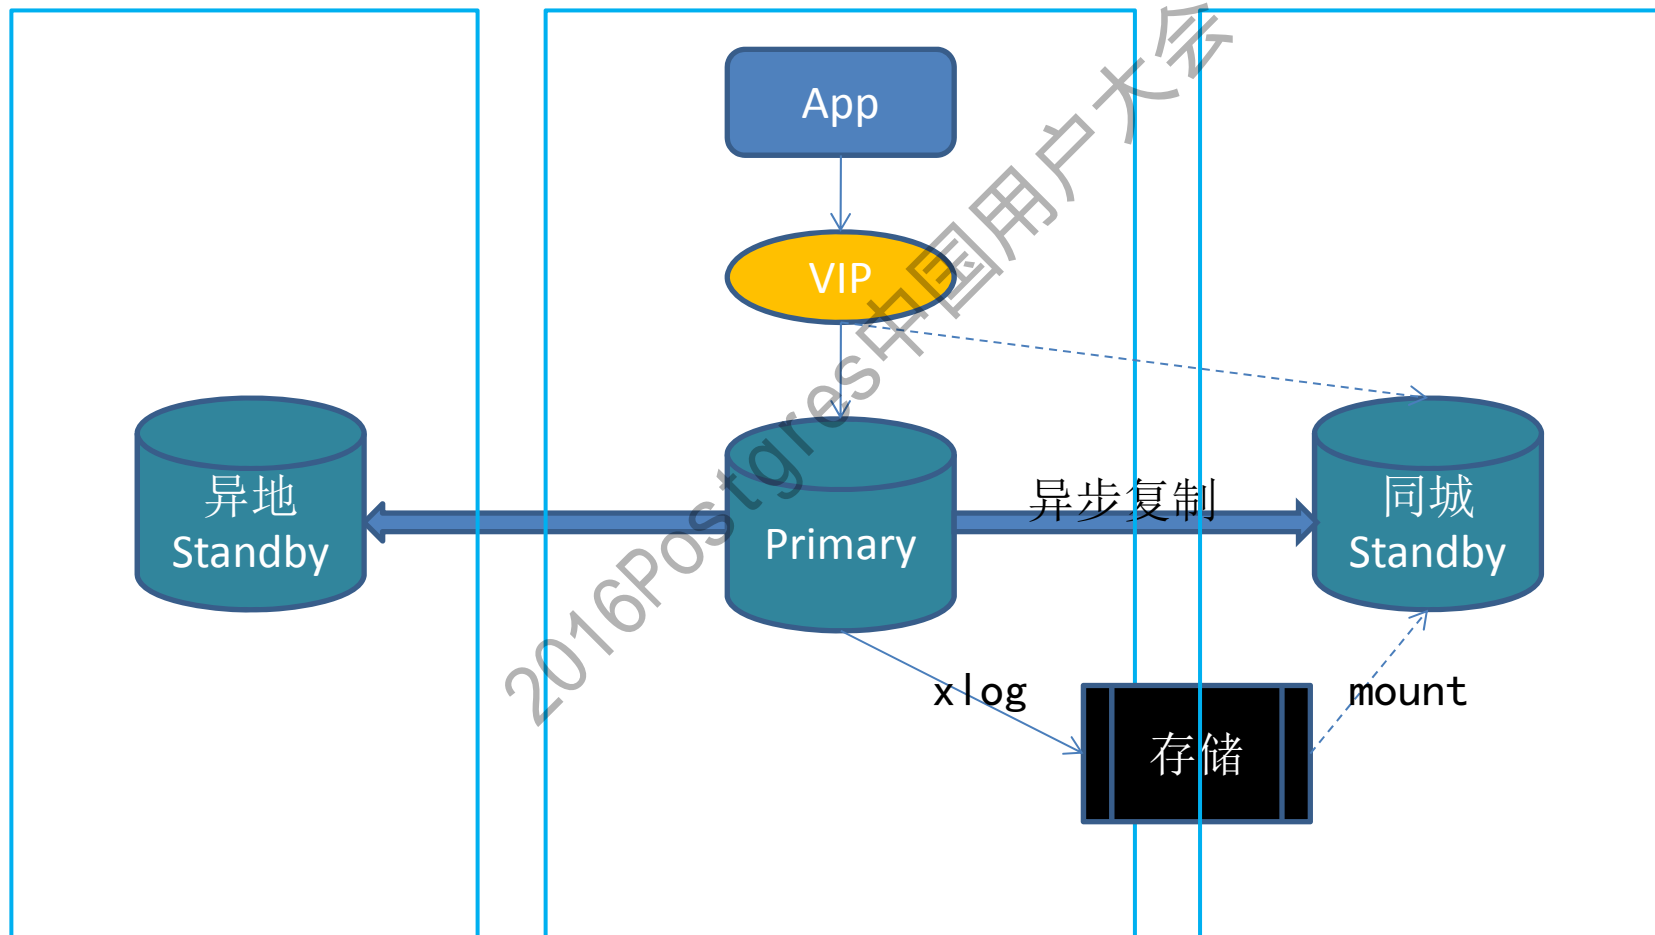 App
VIP
异地
Standby
Primary
异步复制
同城
Standby
xlog
mount
存储
2016Postgres中国用户大会